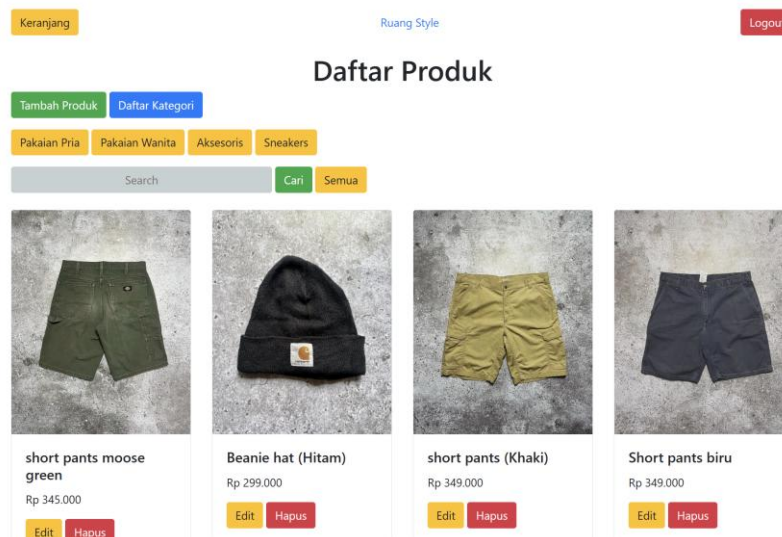 Keranjang
Ruang Style
Logout
Daftar Produk
Tambah Produk
Daftar Kategori
Pakaian Pria
Pakaian Wanita
Aksesoris
Sneakers
Search
Cari
Semua
short pants moose
green
Rp 345.000
Edit
Hapus
Beanie hat (Hitam)
Rp 299.000
Edit
Hapus
short pants (Khaki)
Rp 349.000
Edit
Hapus
Short pants biru
Rp 349.000
Edit
Hapus